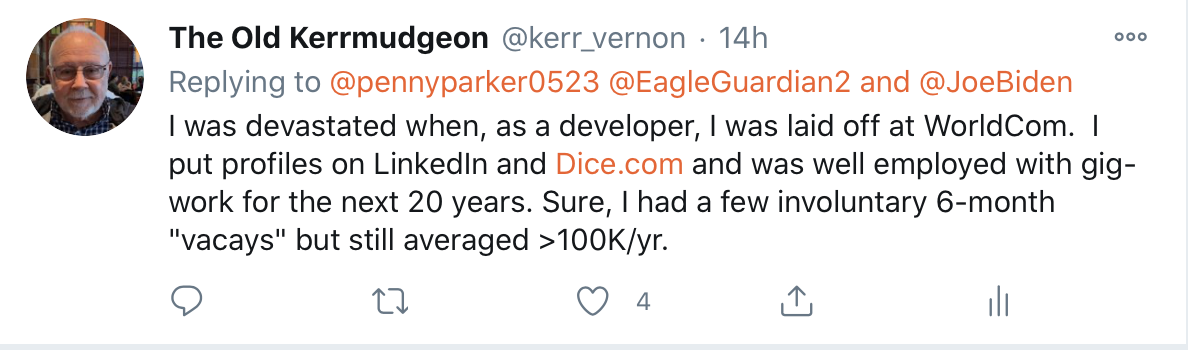 The Old Kerrmudgeon @kerr_vernon · 14h
Replying to @pennyparker0523 @EagleGuardian2 and @JoeBiden
I was devastated when, as a developer, I was laid off at WorldCom.  I
put profiles on LinkedIn and Dice.com and was well employed with gig-
work for the next 20 years. Sure, I had a few involuntary 6-month
"vacays" but still averaged >100K/yr.
4